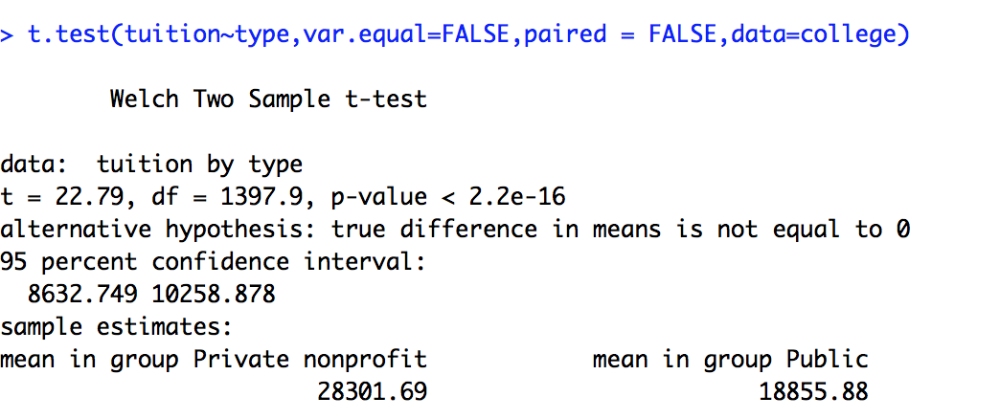 > t.test(tuition~type,var.equal=FALSE,paired = FALSE,data=college)
Welch Two Sample t-test
data:  tuition by type
t = 22.79, df = 1397.9, p-value < 2.2e-16
alternative hypothesis: true difference in means is not equal to 0
95 percent confidence interval:
8632.749 10258.878
sample estimates:
mean in group Private nonprofit            mean in group Public
28301.69                        18855.88